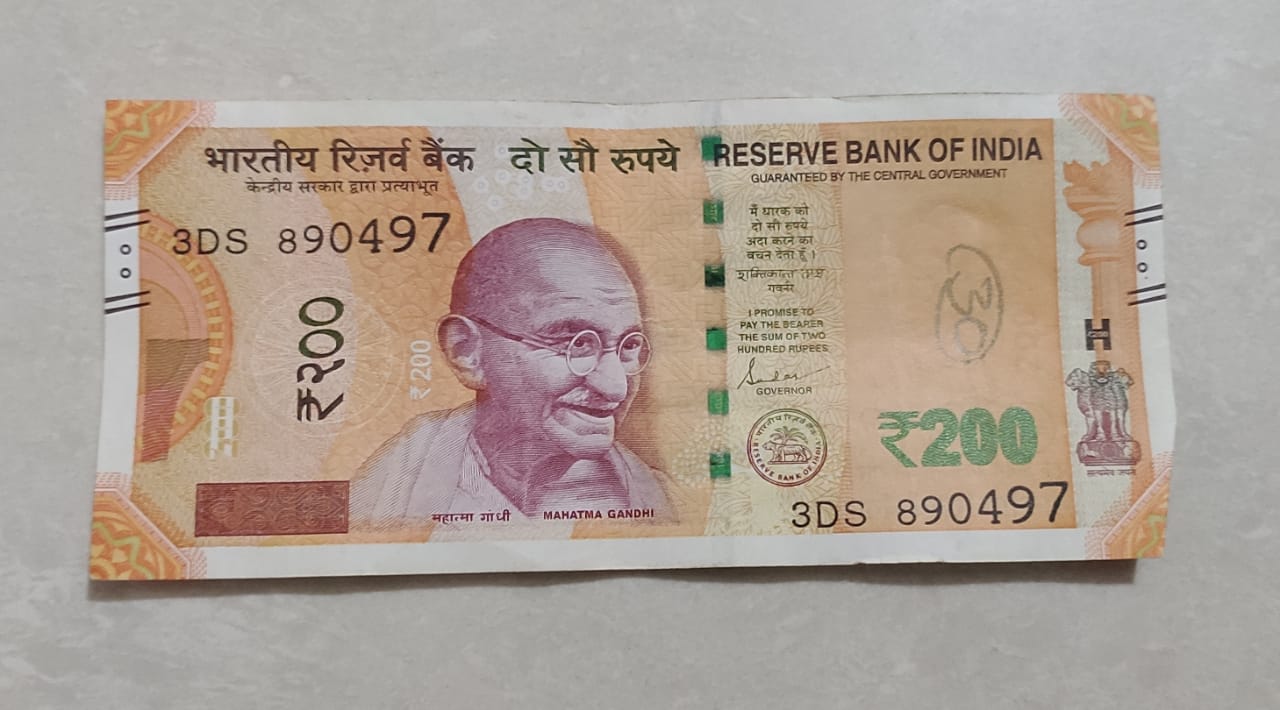 भारतीय रिज़र्व बैंक दो सौ रुपये
केन्द्रीय सरकार द्वारा प्रत्याभूत
3DS 890497
₹२००
₹200
महात्मा गांधी MAHATMA GANDHI
RESERVE BANK OF INDIA
GUARANTEED BY THE CENTRAL GOVERNMENT
मैं धारक को
दो सौ रुपये
अदा करने का
वचन देता हूँ ।
गवर्नर
I PROMISE TO
PAY THE BEARER
THE SUM OF TWO
HUNDRED RUPEES
GOVERNOR
भारतीय रिज़र्व बैंक
RESERVE BANK OF INDIA
30
₹200
3DS 890497
H
सत्यमेव जयते